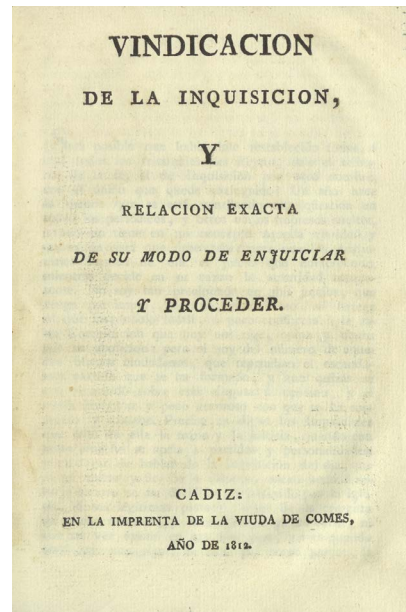 VINDICACION
DE LA INQUISICION,
Y
RELACION EXACTA
DE SU MODO DE ENJUICIAR
Y PROCEDER.
CADIZ:
EN LA IMPRENTA DE LA VIUDA DE COMES,
AÑO DE 1812.